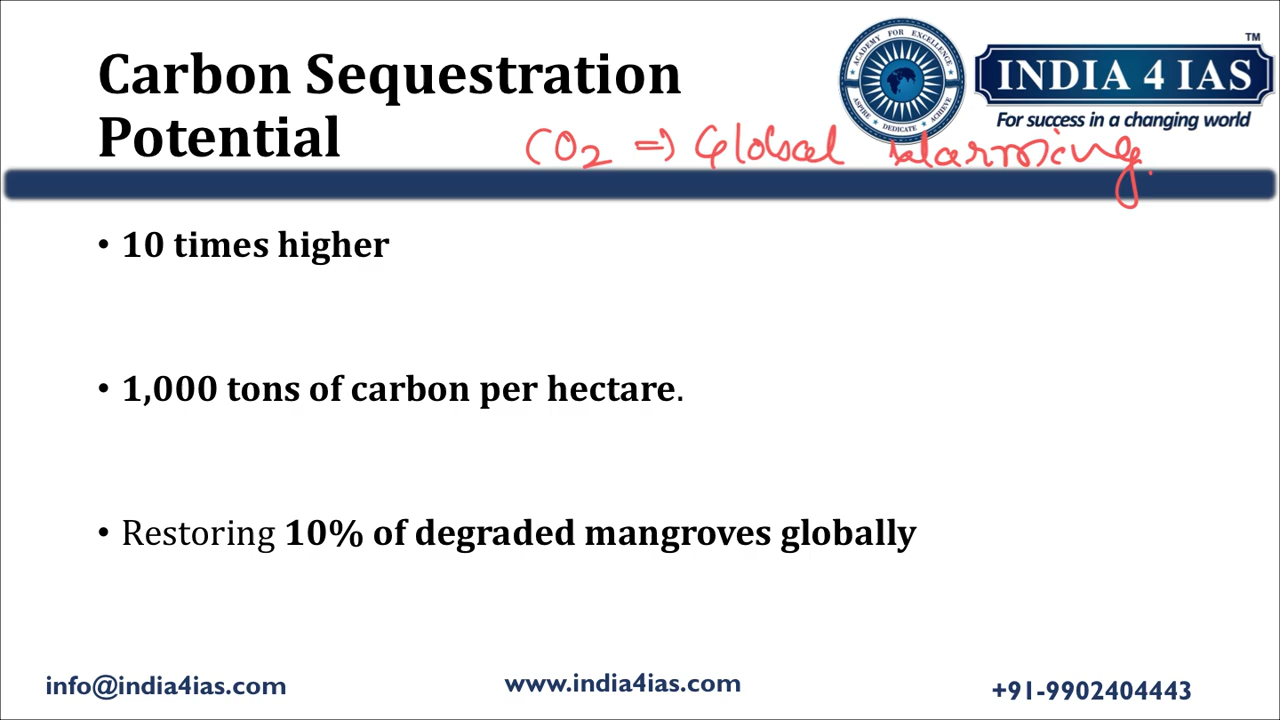 Carbon Sequestration
Potential
CO2 => Global Warming.
ACADEMY FOR EXCELLENCE
ASPIRE DEDICATE ACHIEVE
INDIA 4 IAS
TM
For success in a changing world
• 10 times higher
• 1,000 tons of carbon per hectare.
• Restoring 10% of degraded mangroves globally
info@india4ias.com
www.india4ias.com
+91-9902404443